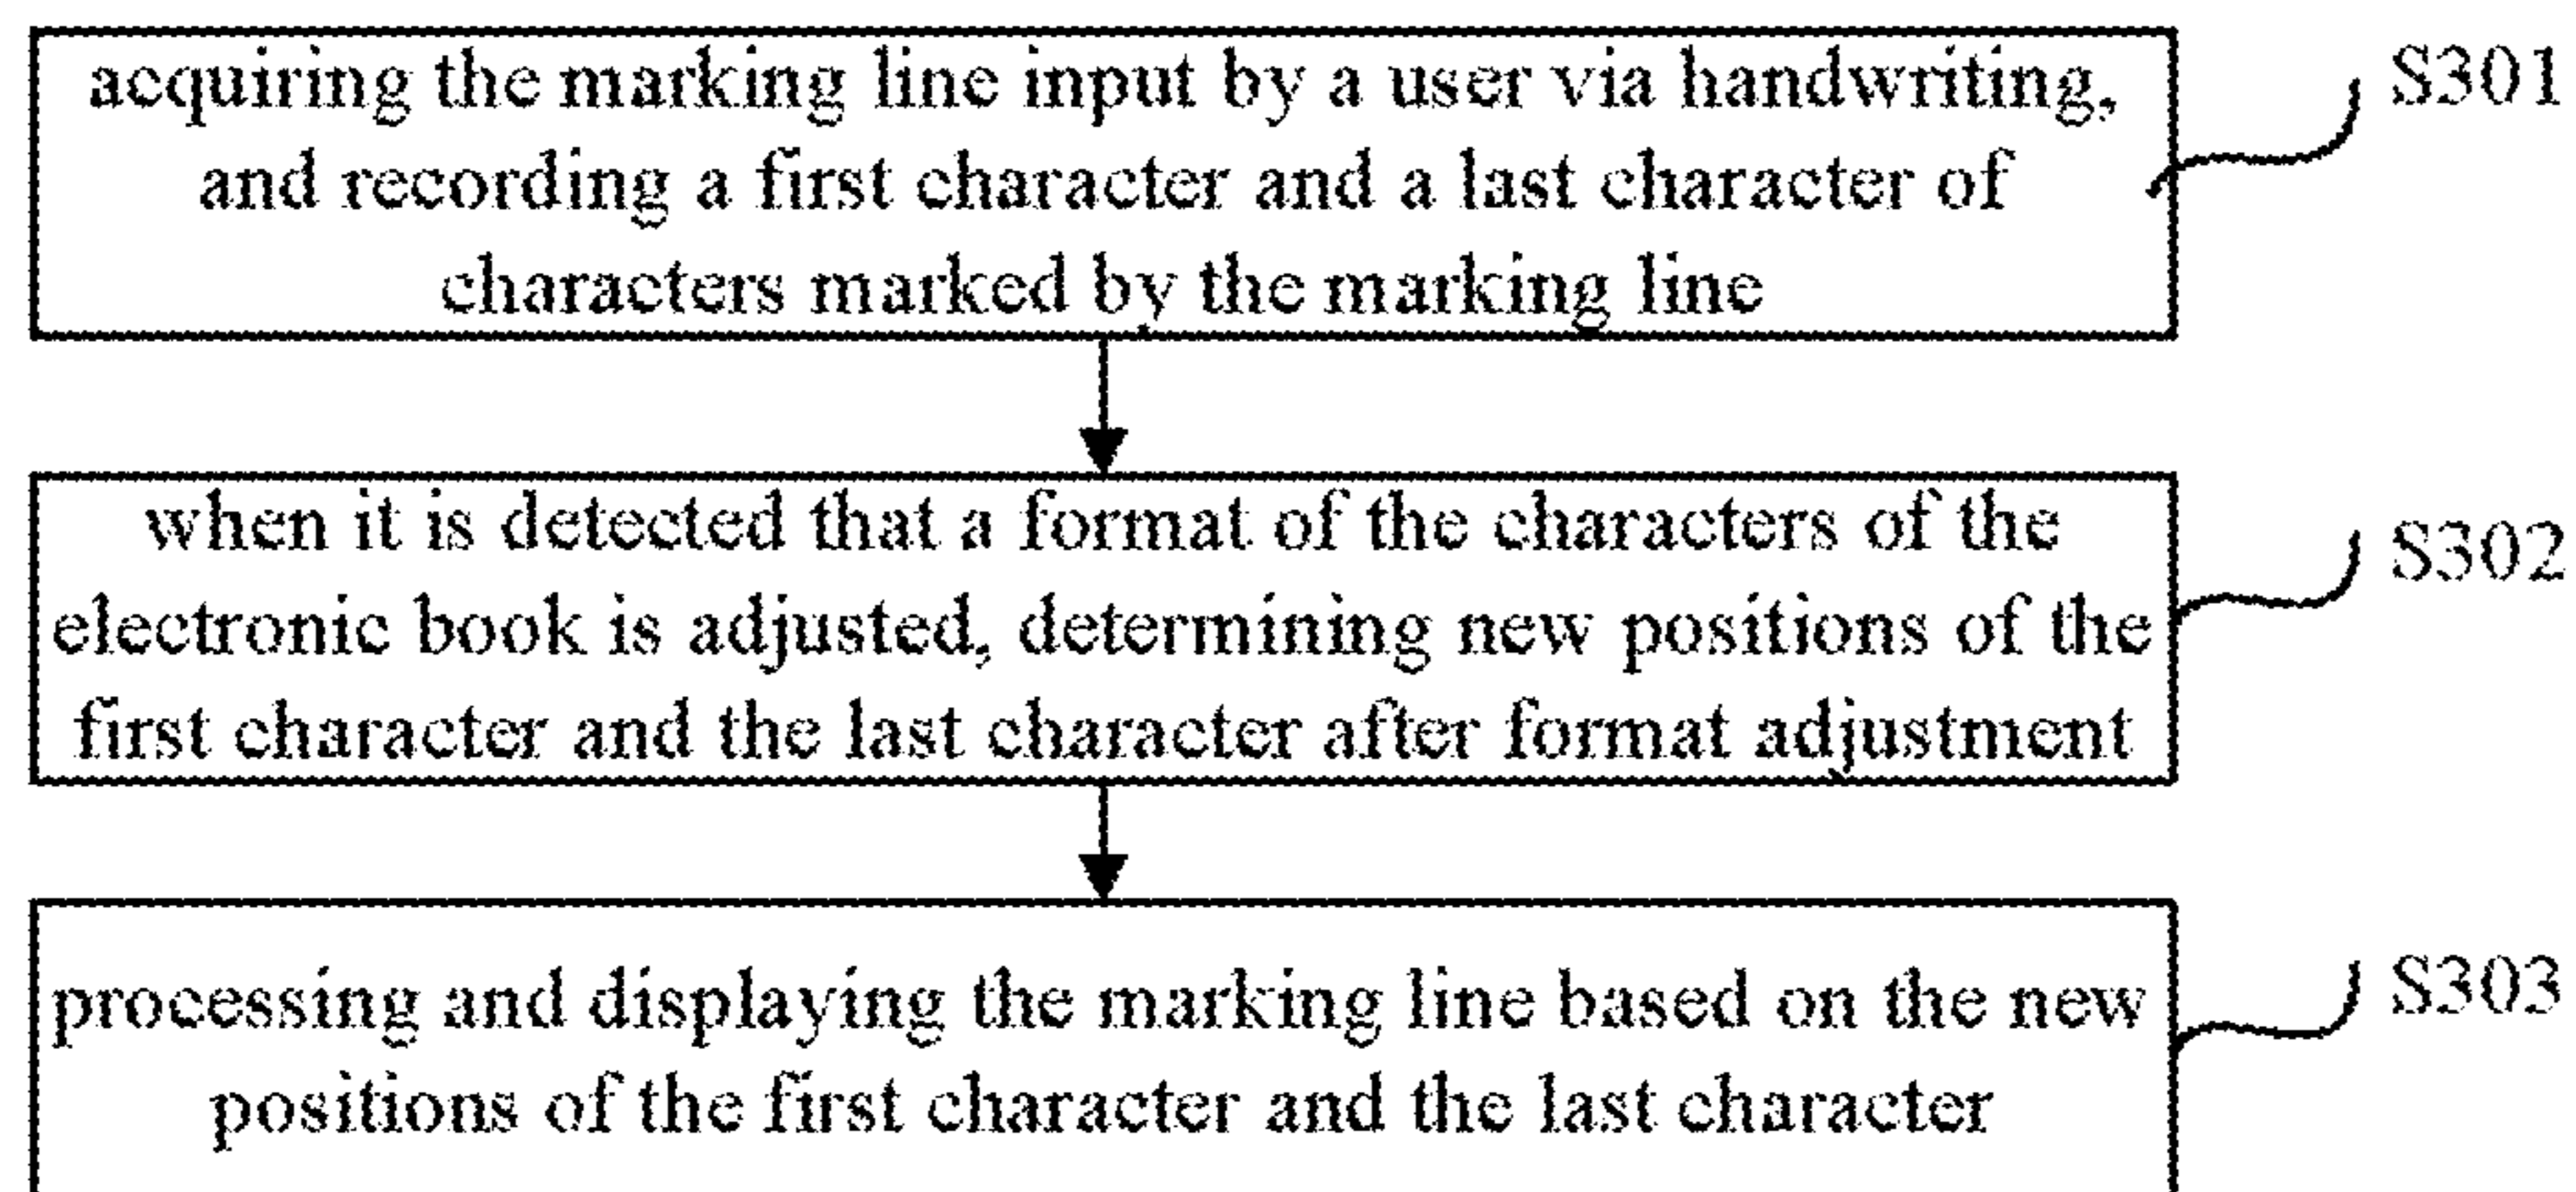 acquiring the marking line input by a user via handwriting,
and recording a first character and a last character of
characters marked by the marking line
S301
when it is detected that a format of the characters of the
electronic book is adjusted, determining new positions of the
first character and the last character after format adjustment
S302
processing and displaying the marking line based on the new
positions of the first character and the last character
S303